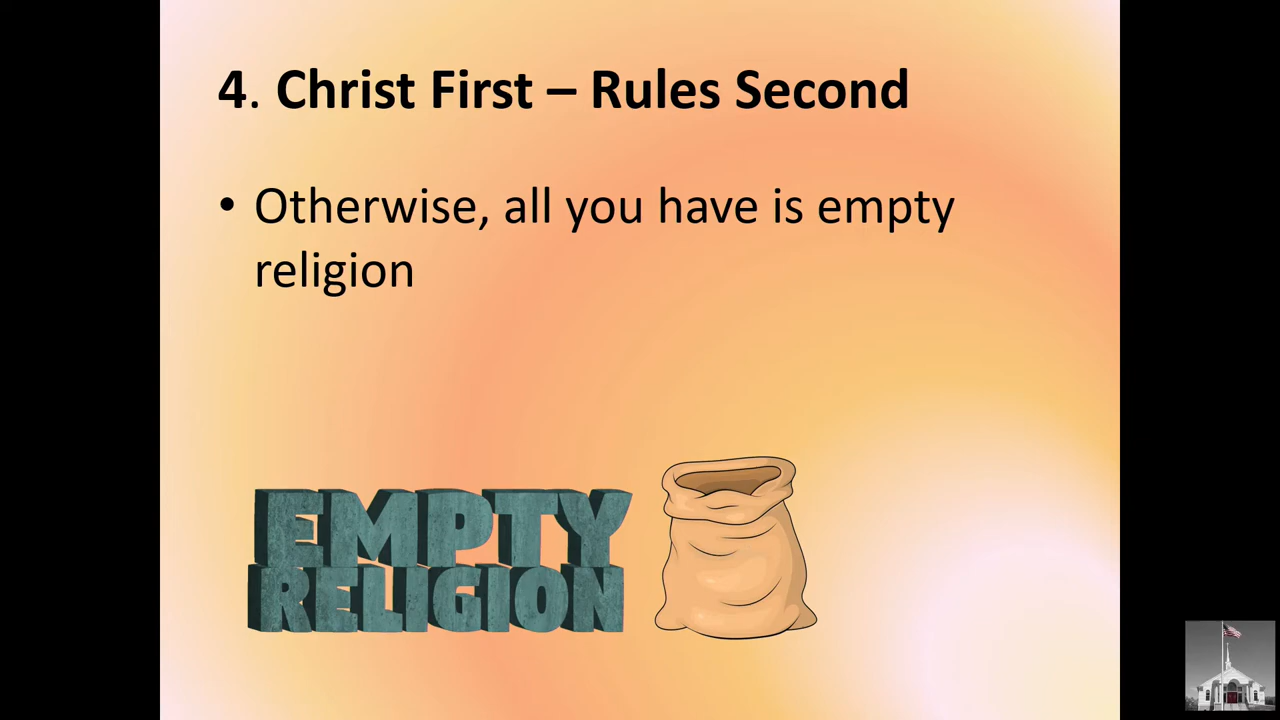 4. Christ First – Rules Second
• Otherwise, all you have is empty
religion
EMPTY
RELIGION